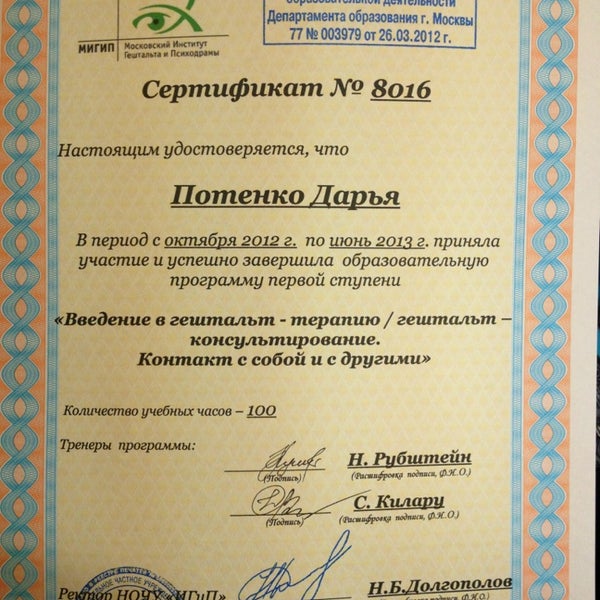 образовательной деятельности
Департамента образования г. Москвы
77 № 003979 от 26.03.2012 г.
МИГИП
Московский Институт
Гештальта и Психодрамы
Сертификат № 8016
Настоящим удостоверяется, что
Потенко Дарья
В период с октября 2012 г. по июнь 2013 г. приняла
участие и успешно завершила образовательную
программу первой ступени
«Введение в гештальт - терапию / гештальт –
консультирование.
Контакт с собой и с другими»
Количество учебных часов – 100
Тренеры программы:
Н. Рубштейн
(Подпись) (Расшифровка подписи, Ф.И.О.)
С. Килару
(Подпись) (Расшифровка подписи, Ф.И.О.)
Ректор НОЧУ «МГиП» Н.Б.Долгополов